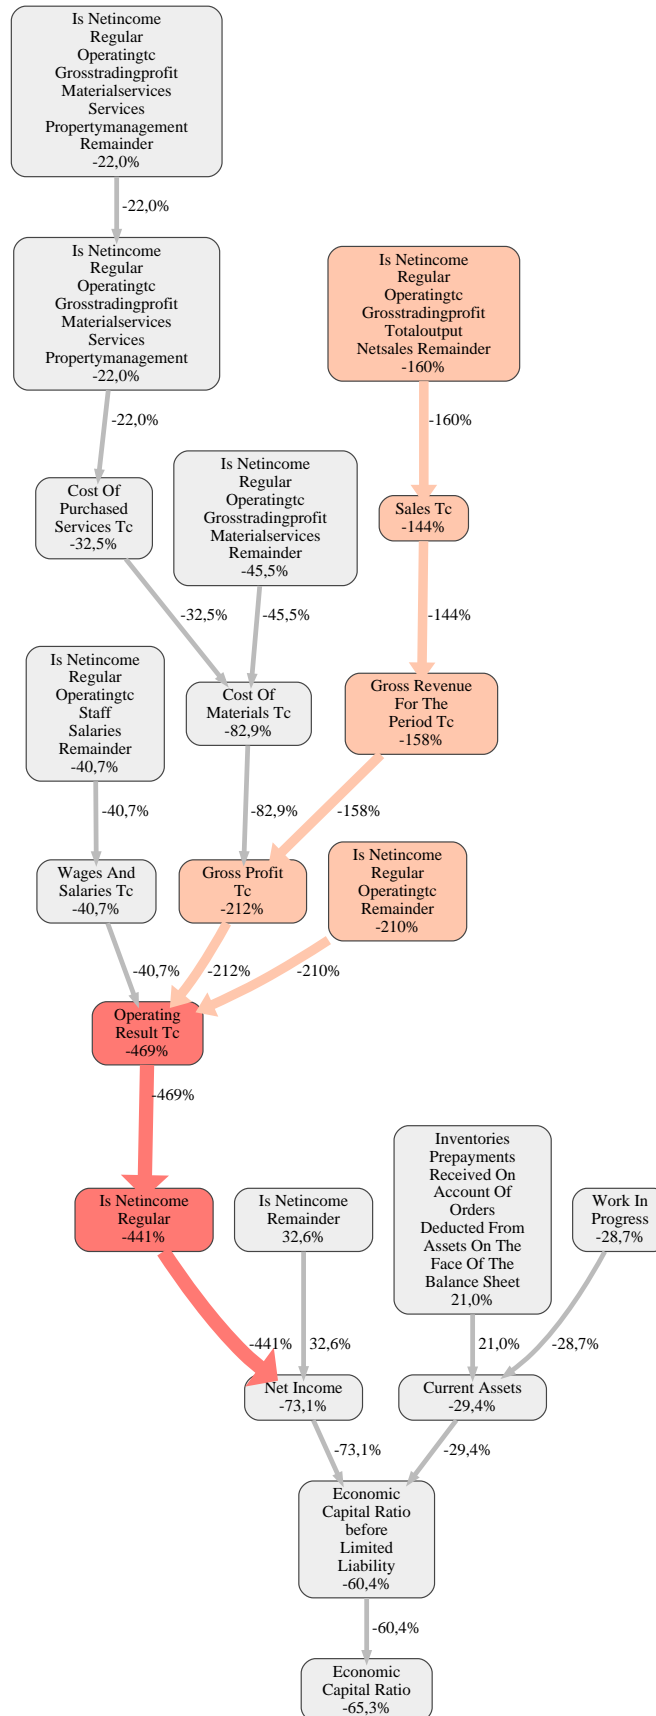 Is Netincome
Regular
Operatingtc
Grosstradingprofit
Materialservices
Services
Propertymanagement
Remainder
-22,0%
-22,0%
Is Netincome
Regular
Operatingtc
Grosstradingprofit
Materialservices
Services
Propertymanagement
-22,0%
Is Netincome
Regular
Operatingtc
Grosstradingprofit
Totaloutput
Netsales Remainder
-160%
-22,0%
-160%
Cost Of
Purchased
Services Tc
-32,5%
Is Netincome
Regular
Operatingtc
Grosstradingprofit
Materialservices
Remainder
-45,5%
Sales Tc
-144%
-32,5%
-45,5%
-144%
Is Netincome
Regular
Operatingtc
Staff
Salaries
Remainder
-40,7%
Cost Of
Materials Tc
-82,9%
Gross Revenue
For The
Period Tc
-158%
-40,7%
-82,9%
-158%
Wages And
Salaries Tc
-40,7%
Gross Profit
Tc
-212%
Is Netincome
Regular
Operatingtc
Remainder
-210%
-40,7%
-212%
-210%
Operating
Result Tc
-469%
-469%
Is Netincome
Regular
-441%
Is Netincome
Remainder
32,6%
Inventories
Prepayments
Received On
Account Of
Orders
Deducted From
Assets On The
Face Of The
Balance Sheet
21,0%
Work In
Progress
-28,7%
-441%
32,6%
21,0%
-28,7%
Net Income
-73,1%
Current Assets
-29,4%
-73,1%
-29,4%
Economic
Capital Ratio
before
Limited
Liability
-60,4%
-60,4%
Economic
Capital Ratio
-65,3%